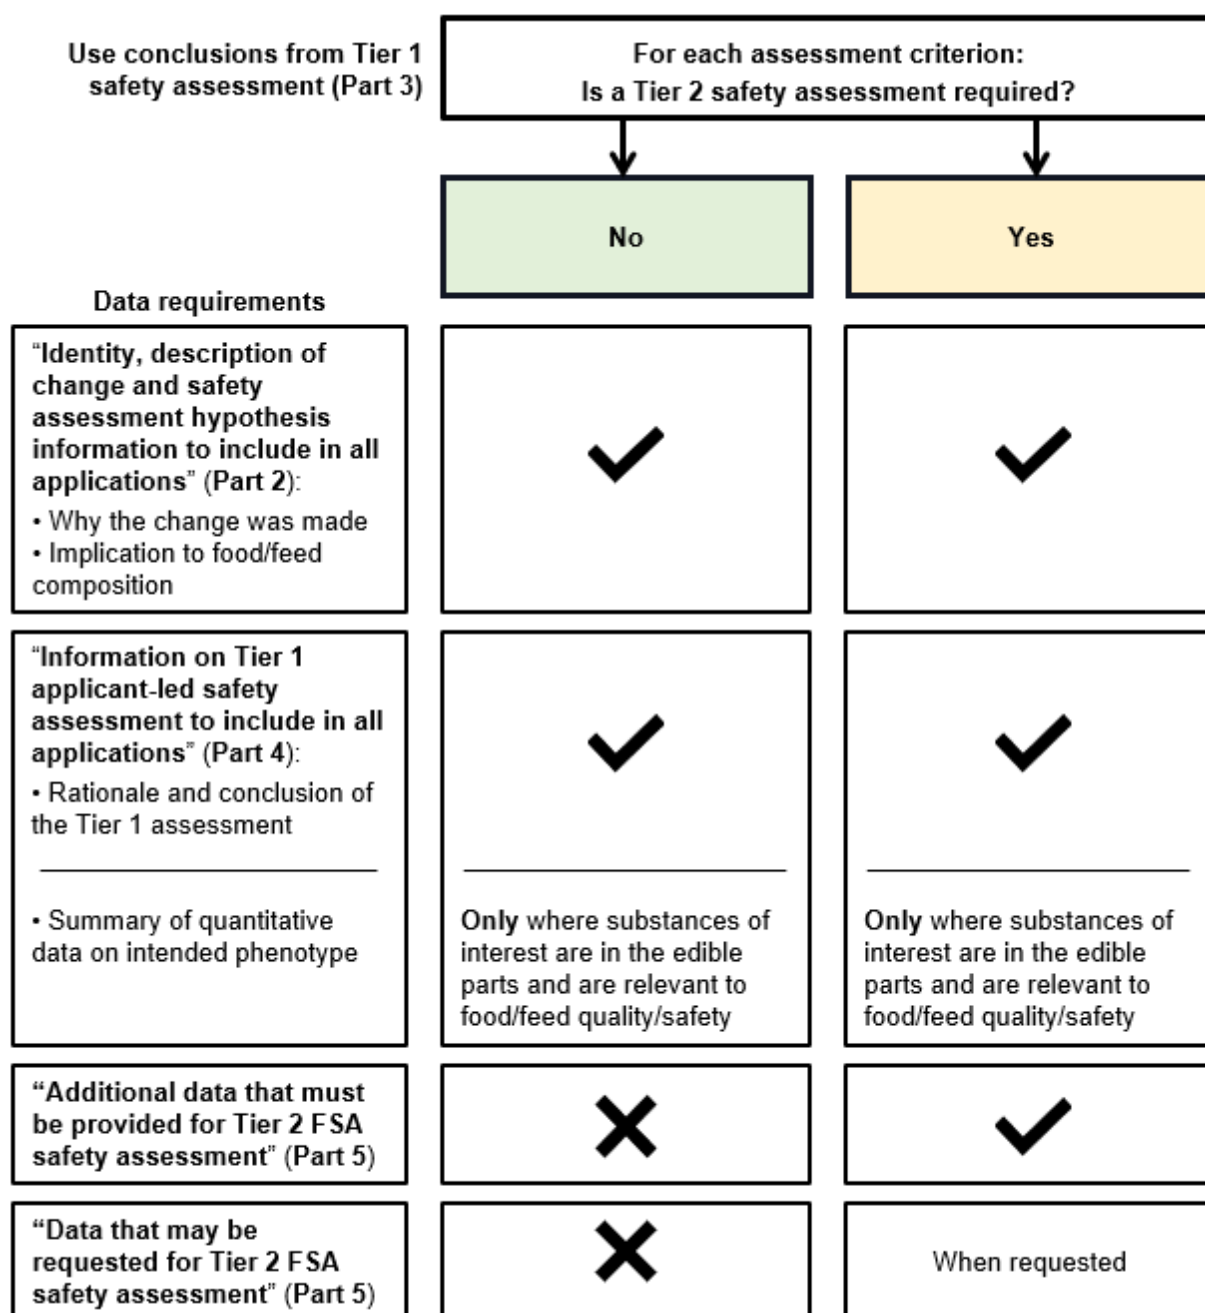 Use conclusions from Tier 1
safety assessment (Part 3)
For each assessment criterion:
Is a Tier 2 safety assessment required?
No
Yes
Data requirements
“Identity, description of
change and safety
assessment hypothesis
information to include in all
applications” (Part 2):
• Why the change was made
• Implication to food/feed
composition
“Information on Tier 1
applicant-led safety
assessment to include in all
applications” (Part 4):
• Rationale and conclusion of
the Tier 1 assessment
• Summary of quantitative
data on intended phenotype
Only where substances of
interest are in the edible
parts and are relevant to
food/feed quality/safety
Only where substances of
interest are in the edible
parts and are relevant to
food/feed quality/safety
“Additional data that must
be provided for Tier 2 FSA
safety assessment” (Part 5)
“Data that may be
requested for Tier 2 FSA
safety assessment” (Part 5)
When requested